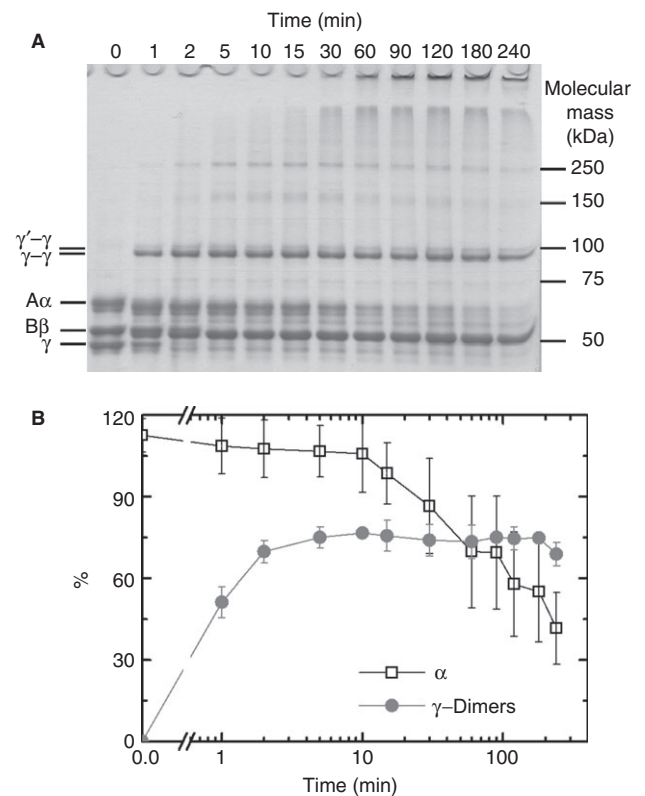 Time (min)
A
0 1 2 5 10 15 30 60 90 120 180 240
Molecular
mass
(kDa)
250
150
γ′–γ
100
γ–γ
75
Aα
Bβ
γ
50
B
120
90
60
30
0
%
α
γ–Dimers
0.0 1 10 100
Time (min)